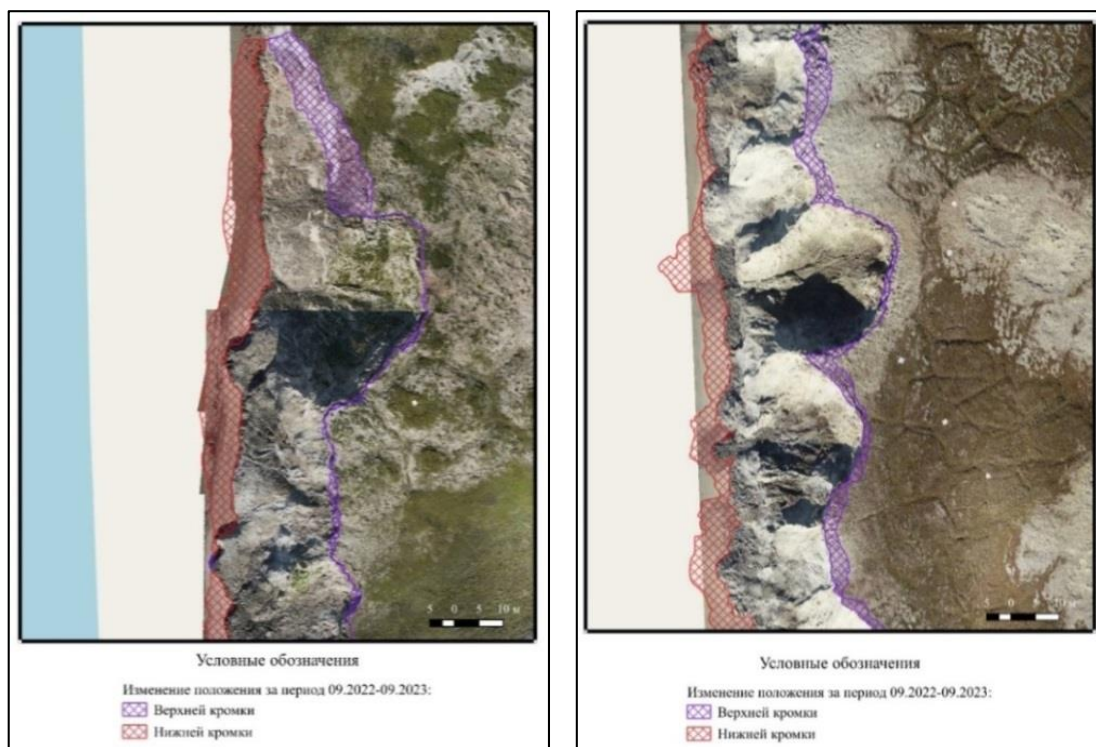 5 0 5 10 м
Условные обозначения
Изменение положения за период 09.2022-09.2023:
Верхней кромки
Нижней кромки
5 0 5 10 м
Условные обозначения
Изменение положения за период 09.2022-09.2023:
Верхней кромки
Нижней кромки